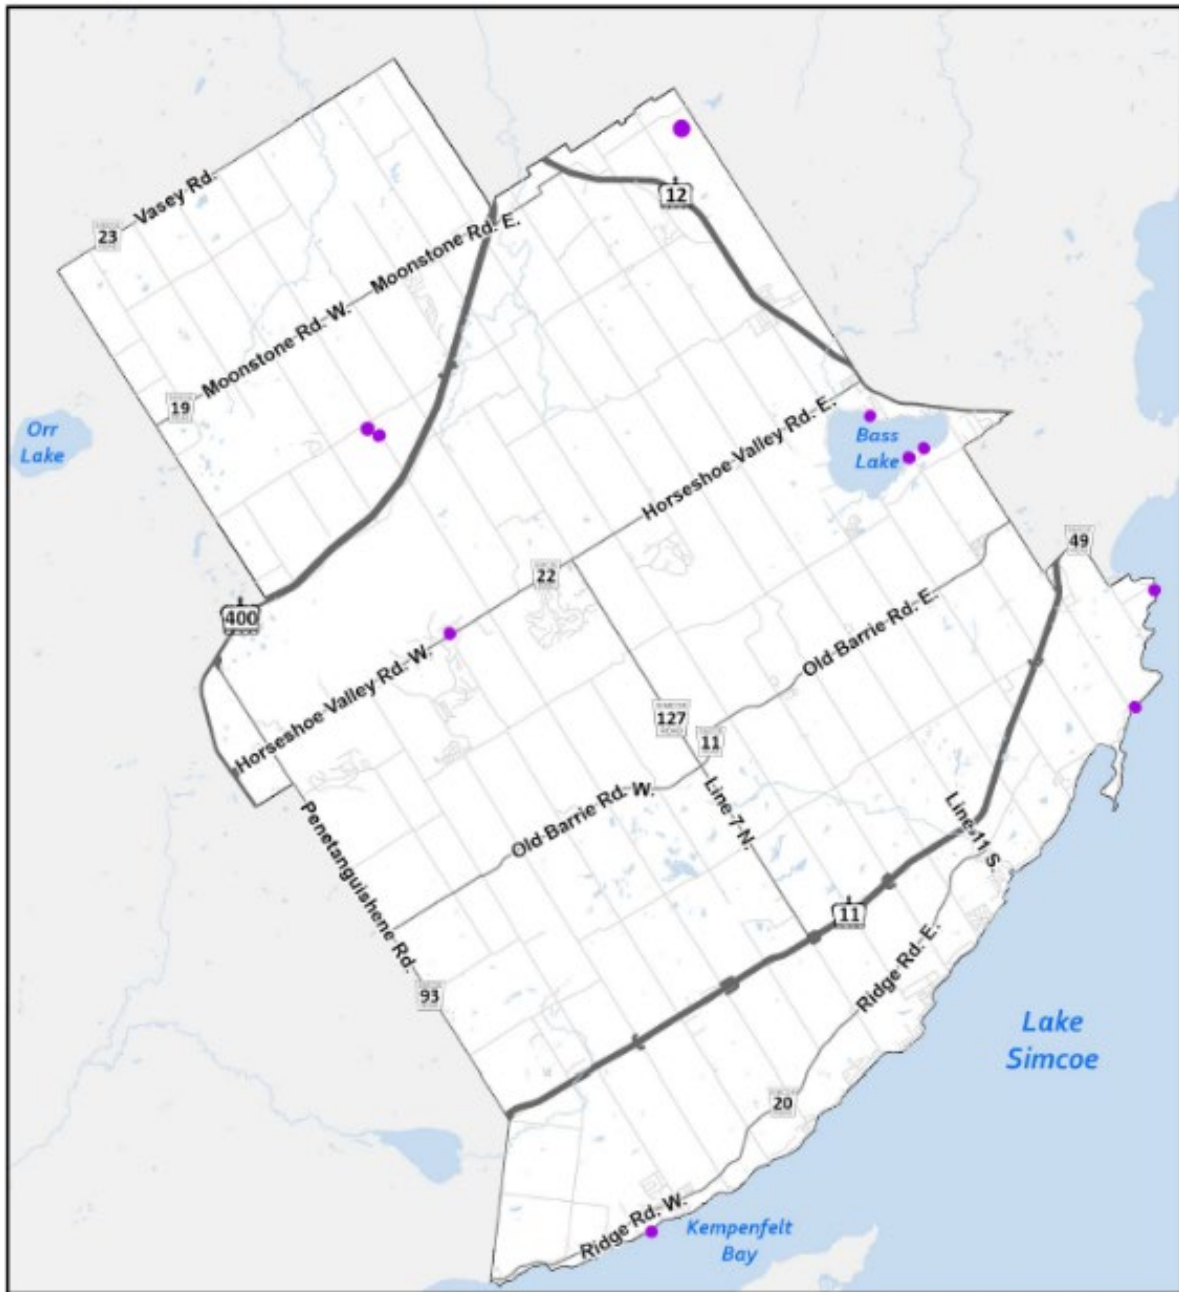 12
Vasey Rd.
23
Moonstone Rd. E.
Moonstone Rd. W.
19
Orr
Lake
Bass
Lake
Horseshoe Valley Rd. E.
49
22
400
Old Barrie Rd. E.
Horseshoe Valley Rd. W.
SIMCOE
127
ROAD
11
Line 7 N.
Old Barrie Rd. W.
Line 11 S.
Penetanguishene Rd.
11
93
Ridge Rd. E.
Lake
Simcoe
20
Ridge Rd. W.
Kempenfelt
Bay